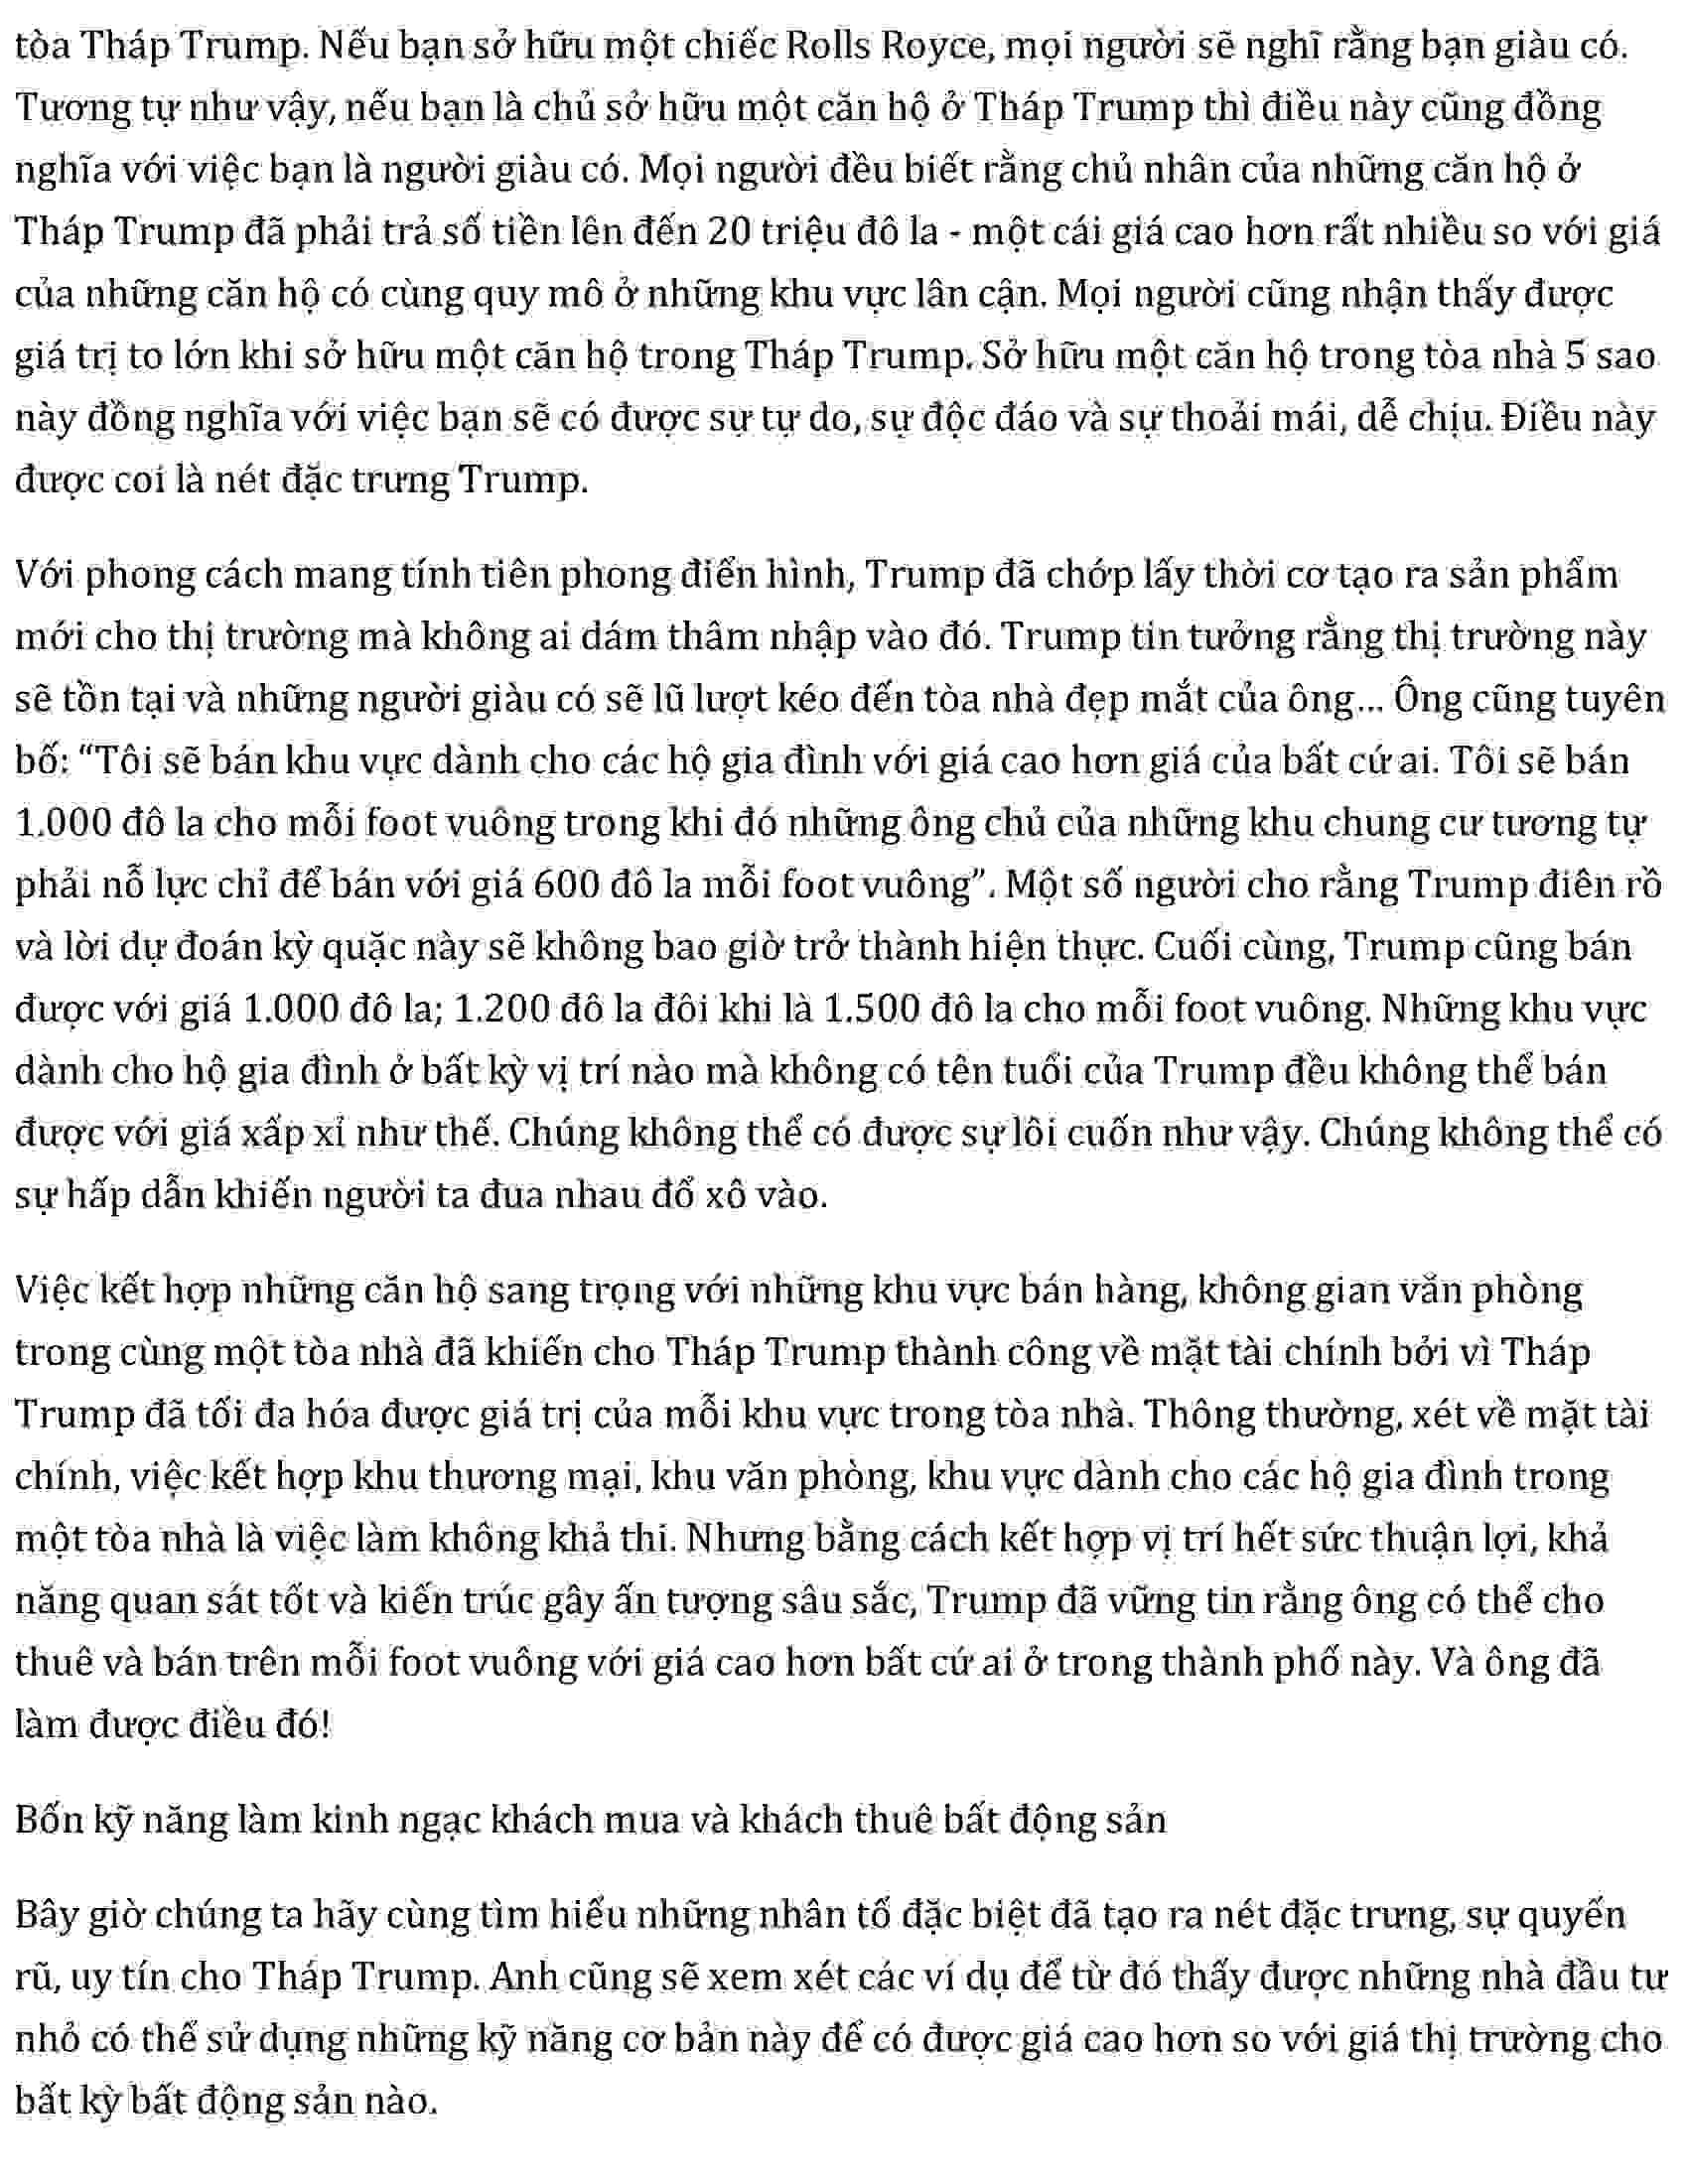 tòa Tháp Trump. Nếu bạn sở hữu một chiếc Rolls Royce, mọi người sẽ nghĩ rằng bạn giàu có.
Tương tự như vậy, nếu bạn là chủ sở hữu một căn hộ ở Tháp Trump thì điều này cũng đồng
nghĩa với việc bạn là người giàu có. Mọi người đều biết rằng chủ nhân của những căn hộ ở
Tháp Trump đã phải trả số tiền lên đến 20 triệu đô la - một cái giá cao hơn rất nhiều so với giá
của những căn hộ có cùng quy mô ở những khu vực lân cận. Mọi người cũng nhận thấy được
giá trị to lớn khi sở hữu một căn hộ trong Tháp Trump. Sở hữu một căn hộ trong tòa nhà 5 sao
này đồng nghĩa với việc bạn sẽ có được sự tự do, sự độc đáo và sự thoải mái, dễ chịu. Điều này
được coi là nét đặc trưng Trump.
Với phong cách mang tính tiên phong điển hình, Trump đã chớp lấy thời cơ tạo ra sản phẩm
mới cho thị trường mà không ai dám thâm nhập vào đó. Trump tin tưởng rằng thị trường này
sẽ tồn tại và những người giàu có sẽ lũ lượt kéo đến tòa nhà đẹp mắt của ông... Ông cũng tuyên
bố: “Tôi sẽ bán khu vực dành cho các hộ gia đình với giá cao hơn giá của bất cứ ai. Tôi sẽ bán
1.000 đô la cho mỗi foot vuông trong khi đó những ông chủ của những khu chung cư tương tự
phải nỗ lực chỉ để bán với giá 600 đô la mỗi foot vuông”. Một số người cho rằng Trump điên rồ
và lời dự đoán kỳ quặc này sẽ không bao giờ trở thành hiện thực. Cuối cùng, Trump cũng bán
được với giá 1.000 đô la; 1.200 đô la đôi khi là 1.500 đô la cho mỗi foot vuông. Những khu vực
dành cho hộ gia đình ở bất kỳ vị trí nào mà không có tên tuổi của Trump đều không thể bán
được với giá xấp xỉ như thế. Chúng không thể có được sự lôi cuốn như vậy. Chúng không thể có
sự hấp dẫn khiến người ta đua nhau đổ xô vào.
Việc kết hợp những căn hộ sang trọng với những khu vực bán hàng, không gian văn phòng
trong cùng một tòa nhà đã khiến cho Tháp Trump thành công về mặt tài chính bởi vì Tháp
Trump đã tối đa hóa được giá trị của mỗi khu vực trong tòa nhà. Thông thường, xét về mặt tài
chính, việc kết hợp khu thương mại, khu văn phòng, khu vực dành cho các hộ gia đình trong
một tòa nhà là việc làm không khả thi. Nhưng bằng cách kết hợp vị trí hết sức thuận lợi, khả
năng quan sát tốt và kiến trúc gây ấn tượng sâu sắc, Trump đã vững tin rằng ông có thể cho
thuê và bán trên mỗi foot vuông với giá cao hơn bất cứ ai ở trong thành phố này. Và ông đã
làm được điều đó!
Bốn kỹ năng làm kinh ngạc khách mua và khách thuê bất động sản
Bây giờ chúng ta hãy cùng tìm hiểu những nhân tố đặc biệt đã tạo ra nét đặc trưng, sự quyến
rũ, uy tín cho Tháp Trump. Anh cũng sẽ xem xét các ví dụ để từ đó thấy được những nhà đầu tư
nhỏ có thể sử dụng những kỹ năng cơ bản này để có được giá cao hơn so với giá thị trường cho
bất kỳ bất động sản nào.